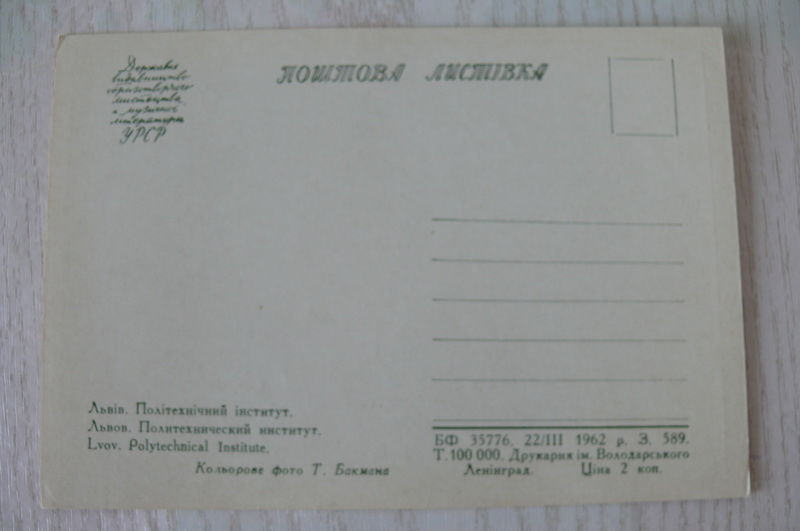 Державне
видавництво
образотворчого
мистецтва
і музичної
літератури
УРСР
ПОШТОВА ЛИСТІВКА
Львів. Політехнічний інститут.
Львов. Политехнический институт.
Lvov. Polytechnical Institute.
Кольорове фото Т. Бакмана
БФ 35776. 22/III 1962 р. З. 589.
Т. 100 000. Друкарня ім. Володарського
Ленінград. Ціна 2 коп.